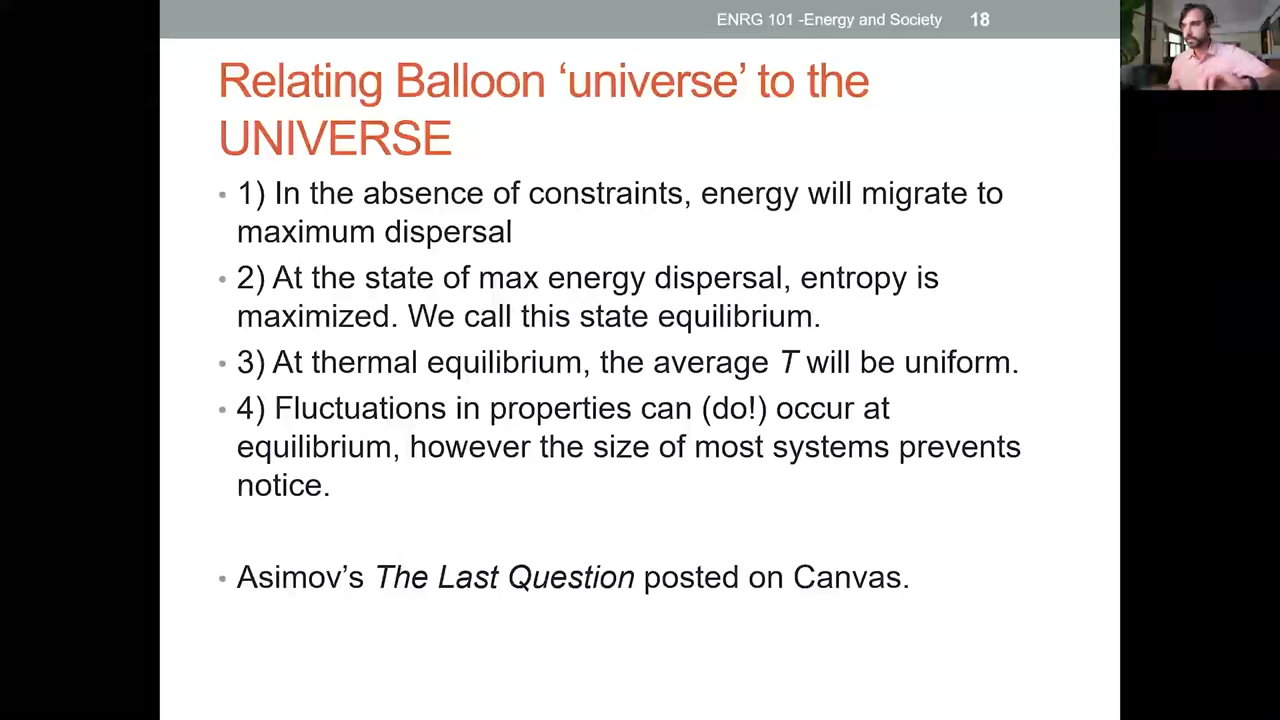 ENRG 101 -Energy and Society 18
Relating Balloon ‘universe’ to the
UNIVERSE
• 1) In the absence of constraints, energy will migrate to
maximum dispersal
• 2) At the state of max energy dispersal, entropy is
maximized. We call this state equilibrium.
• 3) At thermal equilibrium, the average T will be uniform.
• 4) Fluctuations in properties can (do!) occur at
equilibrium, however the size of most systems prevents
notice.
• Asimov’s The Last Question posted on Canvas.